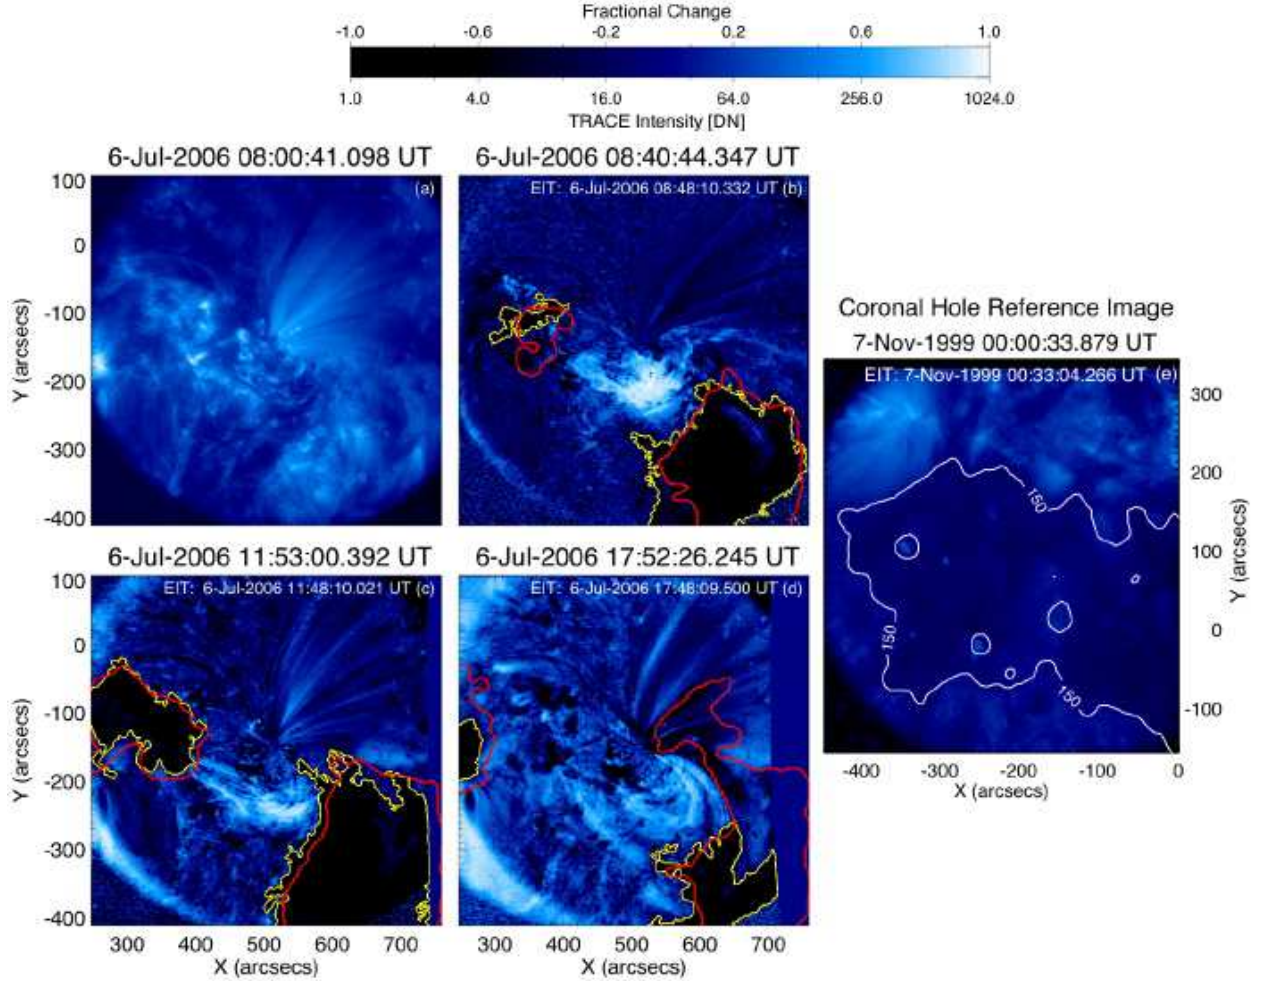 Fractional Change
-1.0 -0.6 -0.2 0.2 0.6 1.0
1.0 4.0 16.0 64.0 256.0 1024.0
TRACE Intensity [DN]
6-Jul-2006 08:00:41.098 UT
(a)
100
0
-100
-200
-300
-400
Y (arcsecs)
6-Jul-2006 08:40:44.347 UT
EIT: 6-Jul-2006 08:48:10.332 UT (b)
6-Jul-2006 11:53:00.392 UT
EIT: 6-Jul-2006 11:48:10.021 UT (c)
100
0
-100
-200
-300
-400
Y (arcsecs)
300 400 500 600 700
X (arcsecs)
6-Jul-2006 17:52:26.245 UT
EIT: 6-Jul-2006 17:48:09.500 UT (d)
300 400 500 600 700
X (arcsecs)
Coronal Hole Reference Image
7-Nov-1999 00:00:33.879 UT
EIT: 7-Nov-1999 00:33:04.266 UT (e)
150
150
150
300
200
100
0
-100
Y (arcsecs)
-400 -300 -200 -100 0
X (arcsecs)